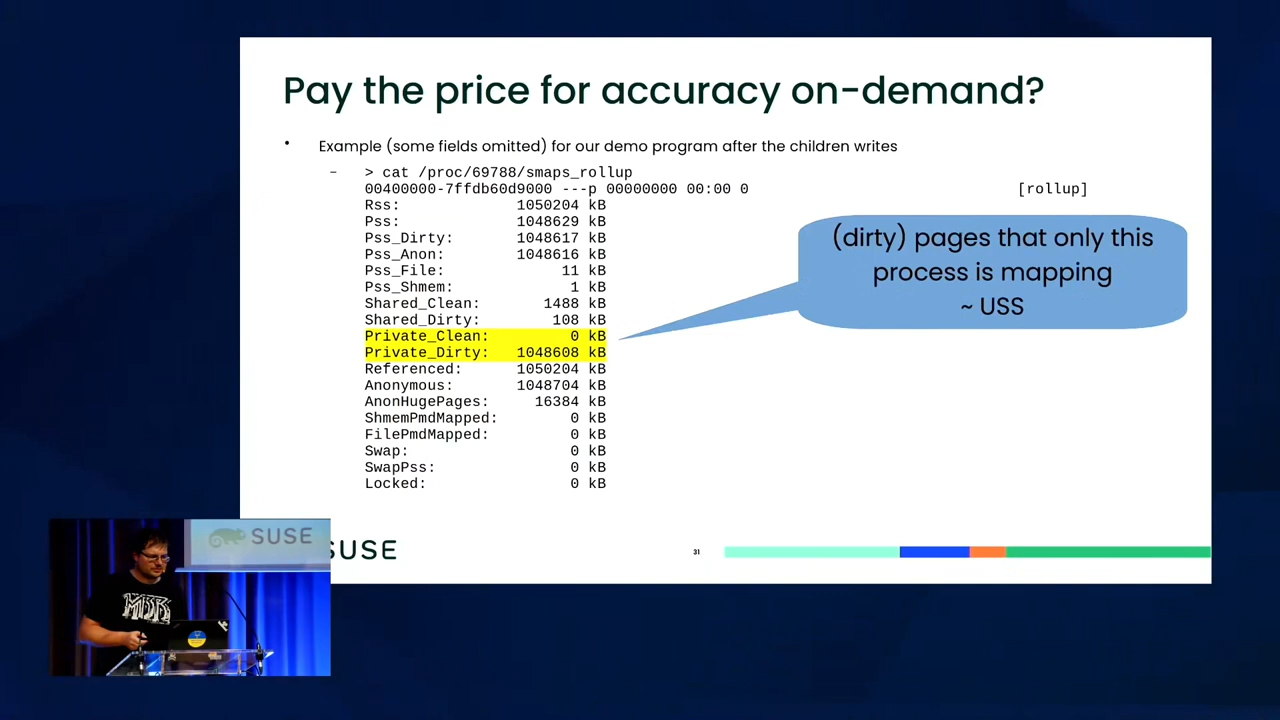 Pay the price for accuracy on-demand?
• Example (some fields omitted) for our demo program after the children writes
– > cat /proc/69788/smaps_rollup
00400000-7ffdb60d9000 ---p 00000000 00:00 0 [rollup]
Rss: 1050204 kB
Pss: 1048629 kB
Pss_Dirty: 1048617 kB
Pss_Anon: 1048616 kB
Pss_File: 11 kB
Pss_Shmem: 1 kB
Shared_Clean: 1488 kB
Shared_Dirty: 108 kB
Private_Clean: 0 kB
Private_Dirty: 1048608 kB
Referenced: 1050204 kB
Anonymous: 1048704 kB
AnonHugePages: 16384 kB
ShmemPmdMapped: 0 kB
FilePmdMapped: 0 kB
Swap: 0 kB
SwapPss: 0 kB
Locked: 0 kB
(dirty) pages that only this
process is mapping
~ USS
SUSE
SUSE
31